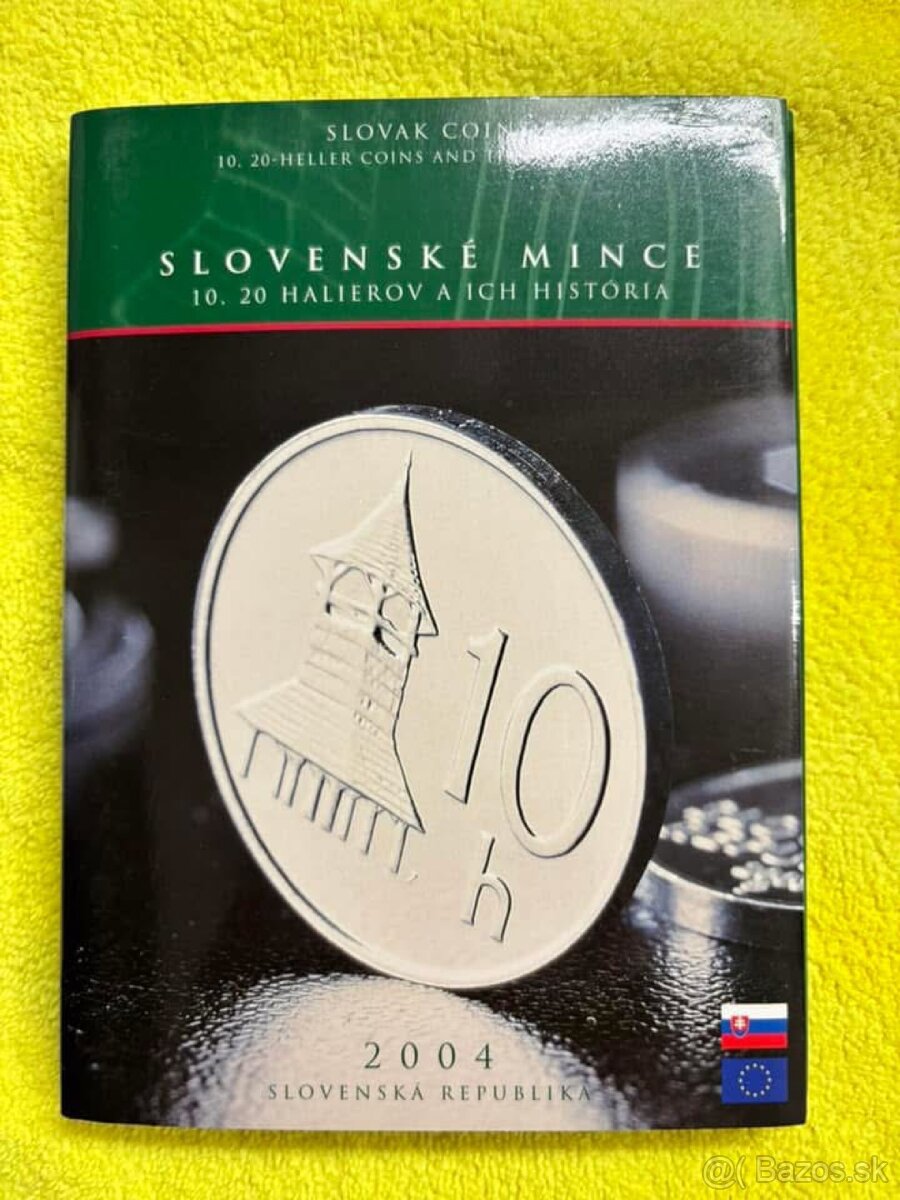 SLOVAK COIN
10. 20-HELLER COINS AND
SLOVENSKÉ MINCE
10. 20 HALIEROV A ICH HISTÓRIA
10
h
2004
SLOVENSKÁ REPUBLIKA
@( Bazos.sk